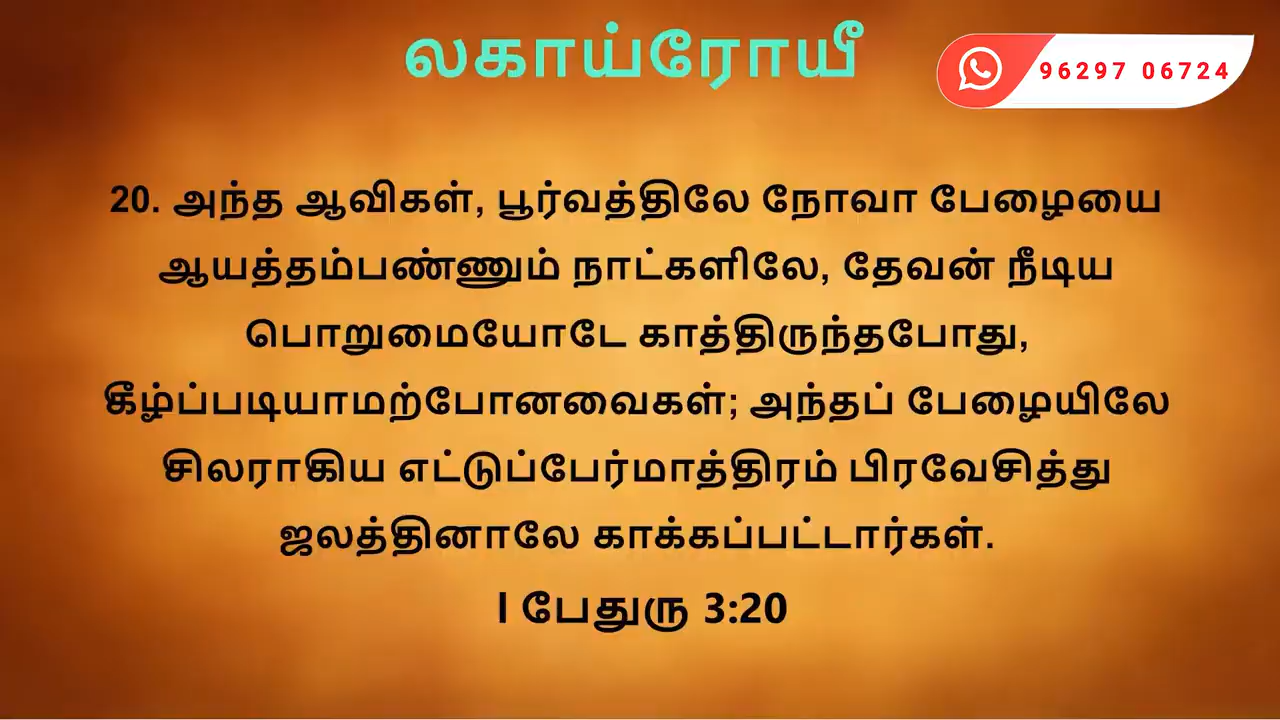 லகாய்ரோயீ
96297 06724
20. அந்த ஆவிகள், பூர்வத்திலே நோவா பேழையை
ஆயத்தம்பண்ணும் நாட்களிலே, தேவன் நீடிய
பொறுமையோடே காத்திருந்தபோது,
கீழ்ப்படியாமற்போனவைகள்; அந்தப் பேழையிலே
சிலராகிய எட்டுப்பேர்மாத்திரம் பிரவேசித்து
ஜலத்தினாலே காக்கப்பட்டார்கள்.
I பேதுரு 3:20